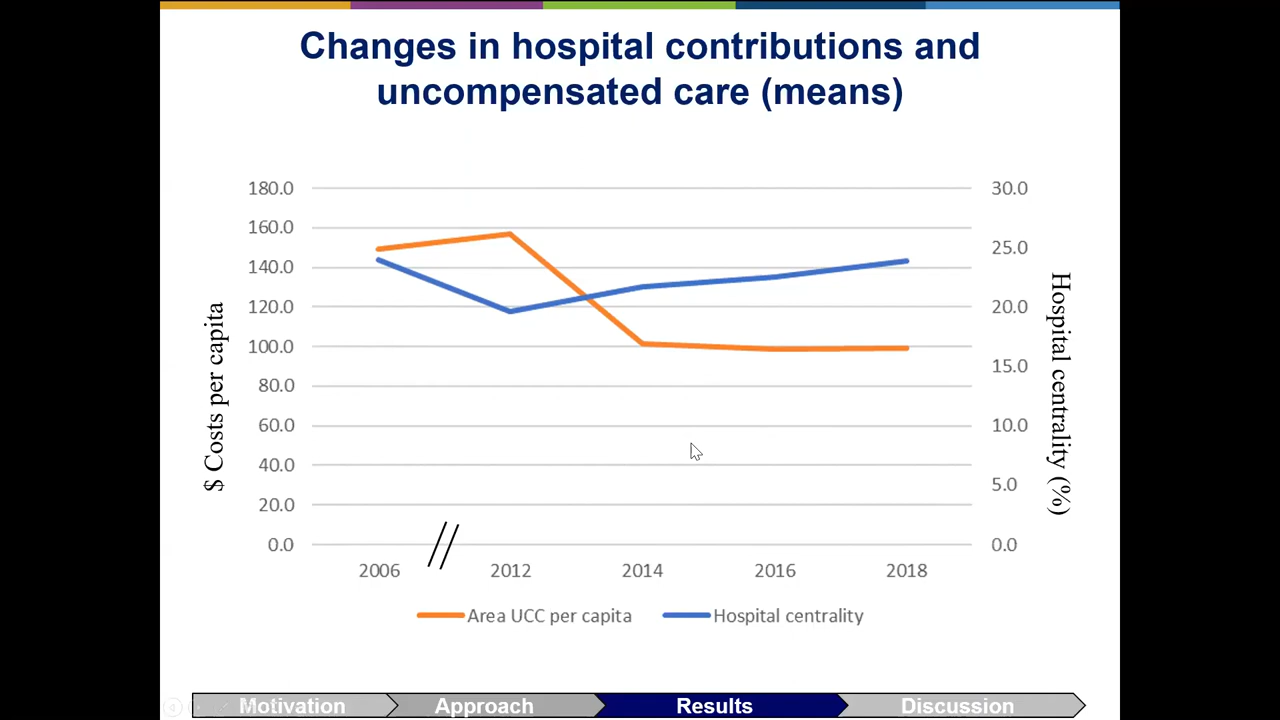 Changes in hospital contributions and
uncompensated care (means)
180.0
160.0
140.0
120.0
100.0
80.0
60.0
40.0
20.0
0.0
$ Costs per capita
30.0
25.0
20.0
15.0
10.0
5.0
0.0
Hospital centrality (%)
2006 2012 2014 2016 2018
Area UCC per capita Hospital centrality
Motivation Approach Results Discussion